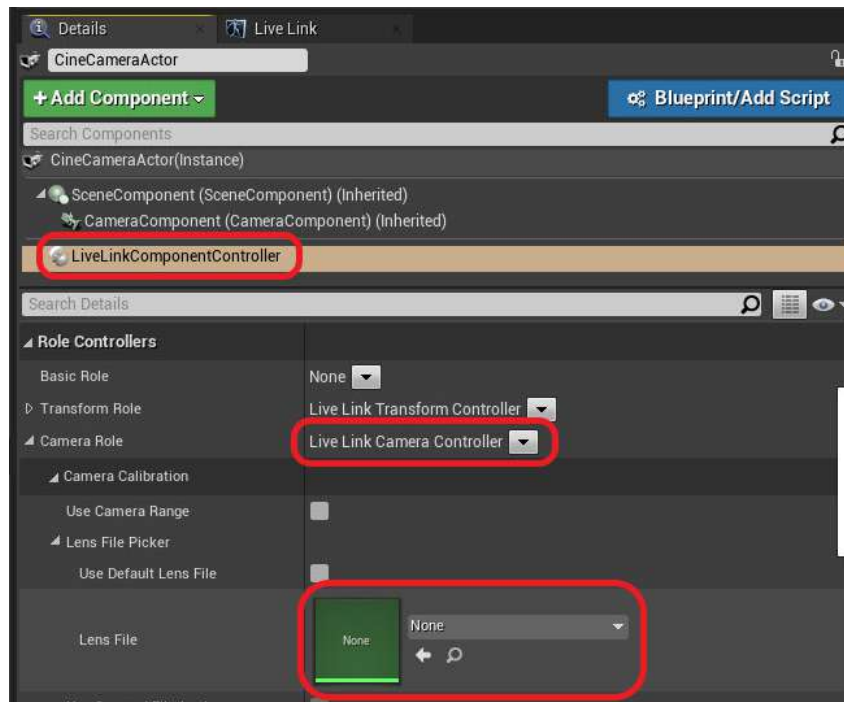 Details
Live Link
CineCameraActor
+ Add Component
Blueprint/Add Script
Search Components
CineCameraActor(Instance)
SceneComponent (SceneComponent) (Inherited)
CameraComponent (CameraComponent) (Inherited)
LiveLinkComponentController
Search Details
Role Controllers
Basic Role None
Transform Role Live Link Transform Controller
Camera Role Live Link Camera Controller
Camera Calibration
Use Camera Range
Lens File Picker
Use Default Lens File
Lens File None None